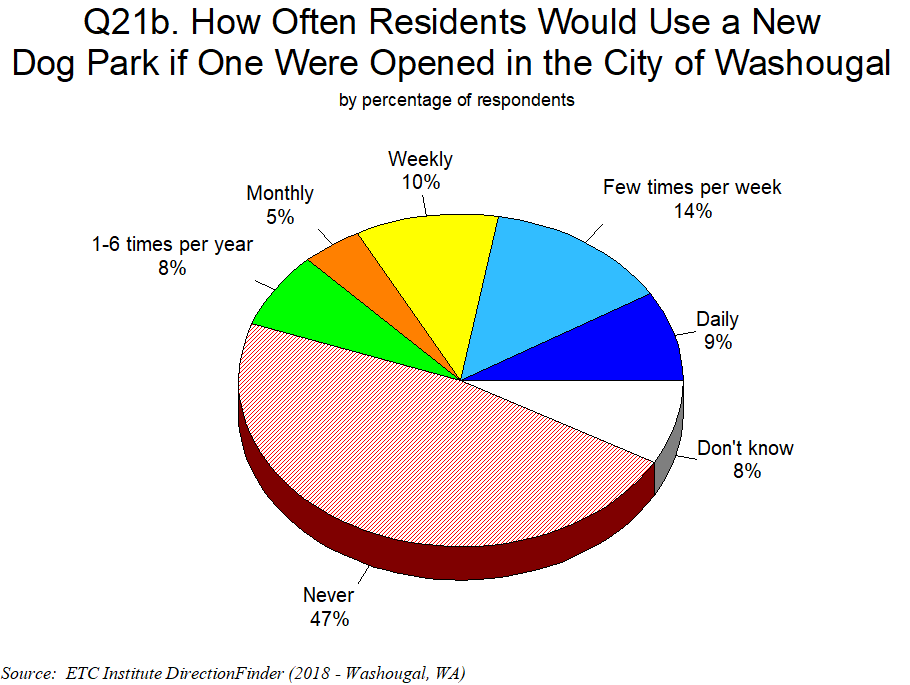 Q21b. How Often Residents Would Use a New
Dog Park if One Were Opened in the City of Washougal
by percentage of respondents
Weekly
10%
Few times per week
14%
Monthly
5%
1-6 times per year
8%
Daily
9%
Don't know
8%
Never
47%
Source:  ETC Institute DirectionFinder (2018 - Washougal, WA)